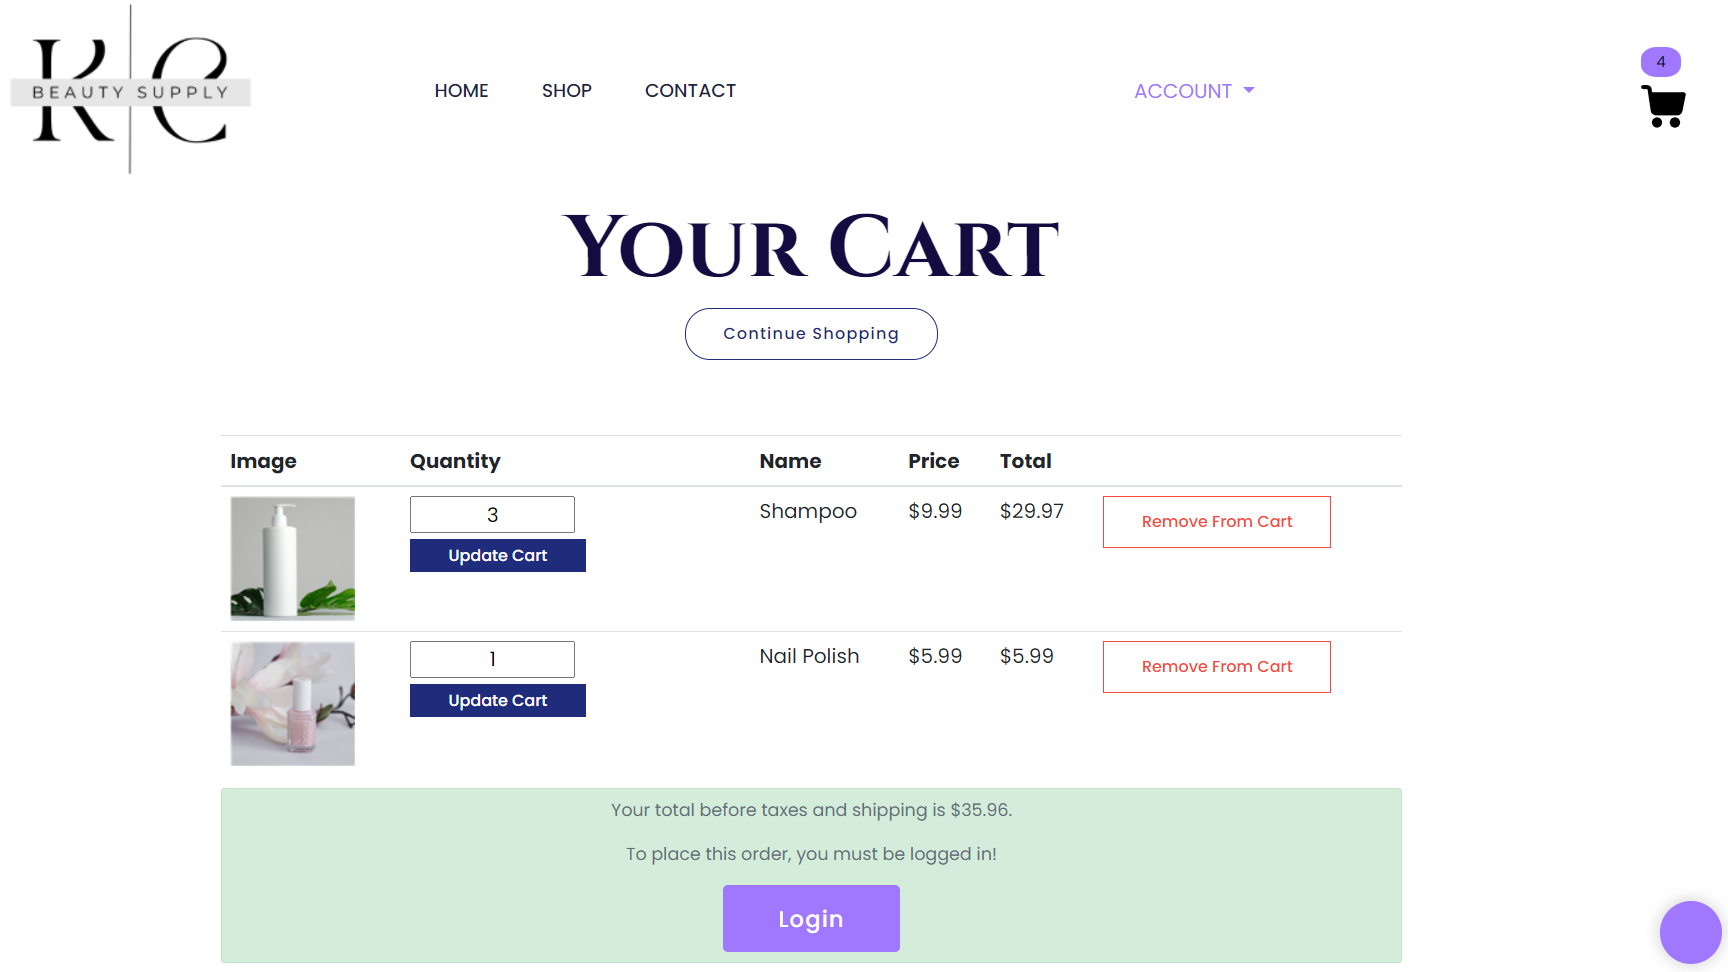 K C
BEAUTY SUPPLY
HOME
SHOP
CONTACT
ACCOUNT
4
Your Cart
Continue Shopping
Image Quantity Name Price Total
3 Shampoo $9.99 $29.97 Remove From Cart
Update Cart
1 Nail Polish $5.99 $5.99 Remove From Cart
Update Cart
Your total before taxes and shipping is $35.96.
To place this order, you must be logged in!
Login